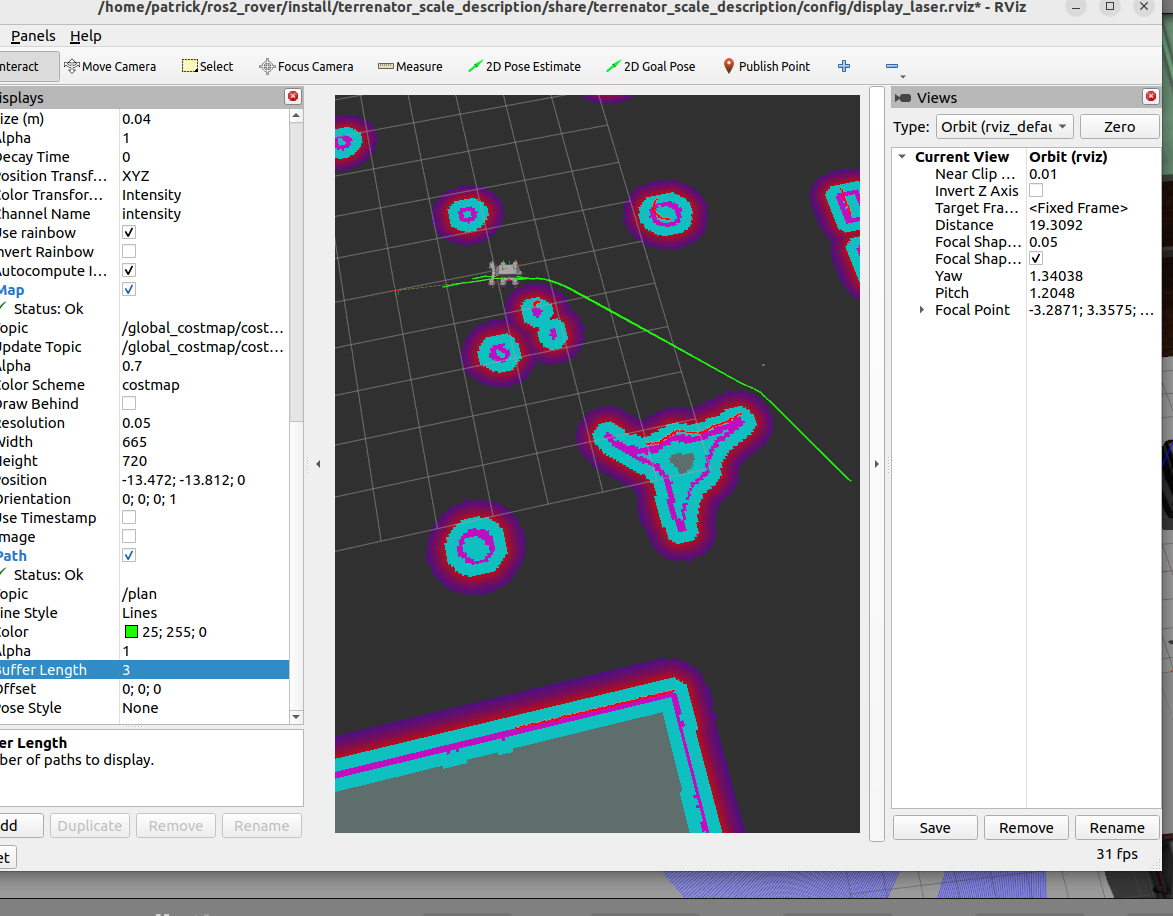 /home/patrick/ros2_rover/install/terrenator_scale_description/share/terrenator_scale_description/config/display_laser.rviz* - RViz
Panels Help
nteract Move Camera Select Focus Camera Measure 2D Pose Estimate 2D Goal Pose Publish Point
isplays
ize (m) 0.04
lpha 1
ecay Time 0
osition Transf... XYZ
olor Transfor... Intensity
hannel Name intensity
se rainbow
nvert Rainbow
utocompute I...
Map
Status: Ok
opic /global_costmap/cost...
pdate Topic /global_costmap/cost...
lpha 0.7
olor Scheme costmap
raw Behind
esolution 0.05
idth 665
eight 720
osition -13.472; -13.812; 0
rientation 0; 0; 0; 1
se Timestamp
mage
Path
Status: Ok
opic /plan
ine Style Lines
olor 25; 255; 0
lpha 1
uffer Length 3
ffset 0; 0; 0
ose Style None
er Length
ber of paths to display.
dd Duplicate Remove Rename
et
Views
Type: Orbit (rviz_defau Zero
Current View Orbit (rviz)
Near Clip ... 0.01
Invert Z Axis
Target Fra... <Fixed Frame>
Distance 19.3092
Focal Shap... 0.05
Focal Shap...
Yaw 1.34038
Pitch 1.2048
Focal Point -3.2871; 3.3575; ...
Save Remove Rename
31 fps